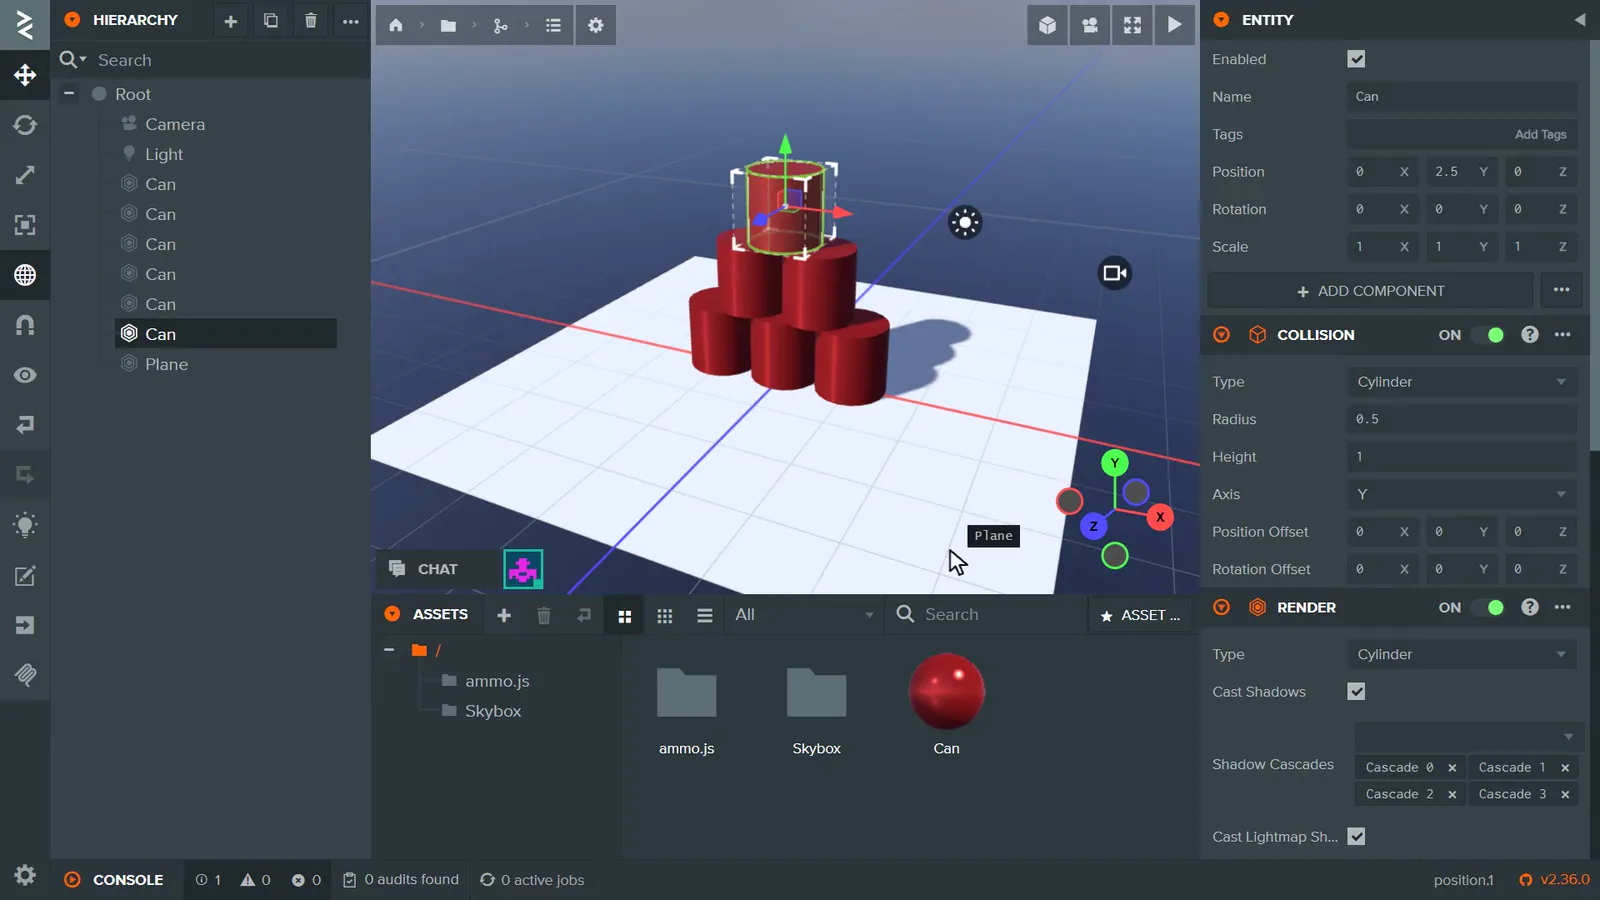 HIERARCHY
Search
Root
Camera
Light
Can
Can
Can
Can
Can
Can
Plane
Plane
Y
X
Z
CHAT
ASSETS
All
Search
ASSET ...
/
ammo.js
Skybox
ammo.js
Skybox
Can
ENTITY
Enabled
Name
Can
Tags
Add Tags
Position
0 X 2.5 Y 0 Z
Rotation
0 X 0 Y 0 Z
Scale
1 X 1 Y 1 Z
ADD COMPONENT
COLLISION
ON
Type
Cylinder
Radius
0.5
Height
1
Axis
Y
Position Offset
0 X 0 Y 0 Z
Rotation Offset
0 X 0 Y 0 Z
RENDER
ON
Type
Cylinder
Cast Shadows
Shadow Cascades
Cascade 0 × Cascade 1 ×
Cascade 2 × Cascade 3 ×
Cast Lightmap Sh...
CONSOLE
1
0
0
0 audits found
0 active jobs
position.1
v2.36.0